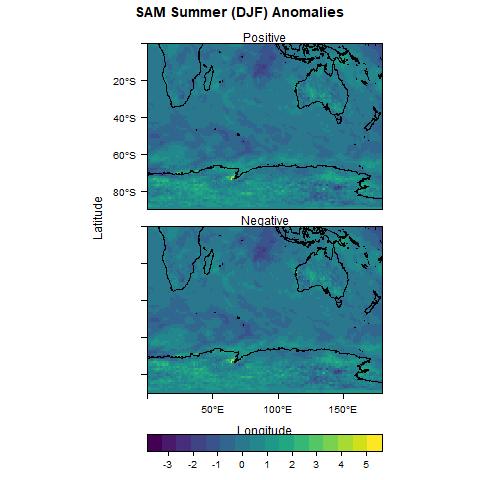 SAM Summer (DJF) Anomalies
Positive
20°S
40°S
60°S
80°S
Latitude
Negative
50°E 100°E 150°E
Longitude
-3 -2 -1 0 1 2 3 4 5